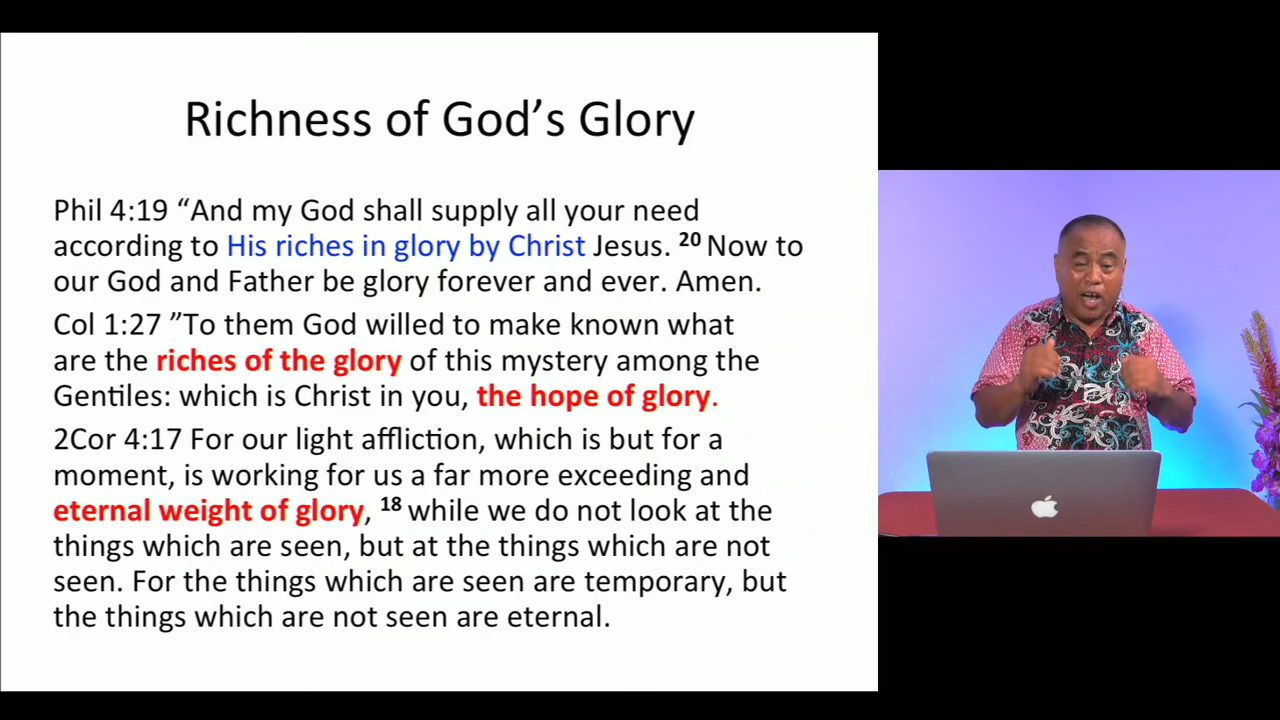 Richness of God’s Glory
Phil 4:19 “And my God shall supply all your need
according to His riches in glory by Christ Jesus. 20 Now to
our God and Father be glory forever and ever. Amen.
Col 1:27 ”To them God willed to make known what
are the riches of the glory of this mystery among the
Gentiles: which is Christ in you, the hope of glory.
2Cor 4:17 For our light affliction, which is but for a
moment, is working for us a far more exceeding and
eternal weight of glory, 18 while we do not look at the
things which are seen, but at the things which are not
seen. For the things which are seen are temporary, but
the things which are not seen are eternal.